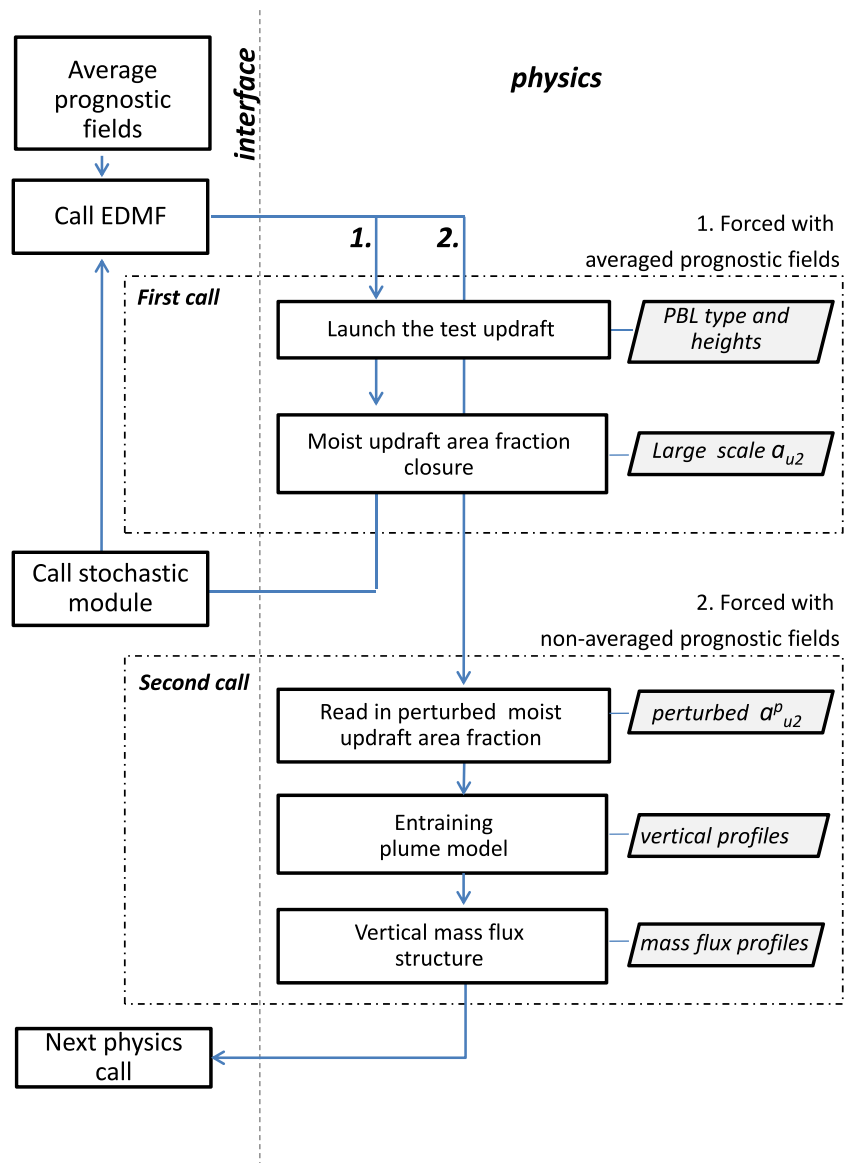 Average
prognostic
fields
interface
physics
Call EDMF
1.
2.
1. Forced with
averaged prognostic fields
First call
Launch the test updraft
PBL type and
heights
Moist updraft area fraction
closure
Large scale a_u2
Call stochastic
module
2. Forced with
non-averaged prognostic fields
Second call
Read in perturbed moist
updraft area fraction
perturbed a^p_u2
Entraining
plume model
vertical profiles
Vertical mass flux
structure
mass flux profiles
Next physics
call